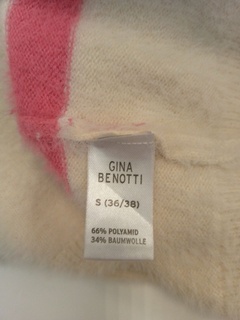 GINA
BENOTTI
S (36/38)
66% POLYAMID
34% BAUMWOLLE